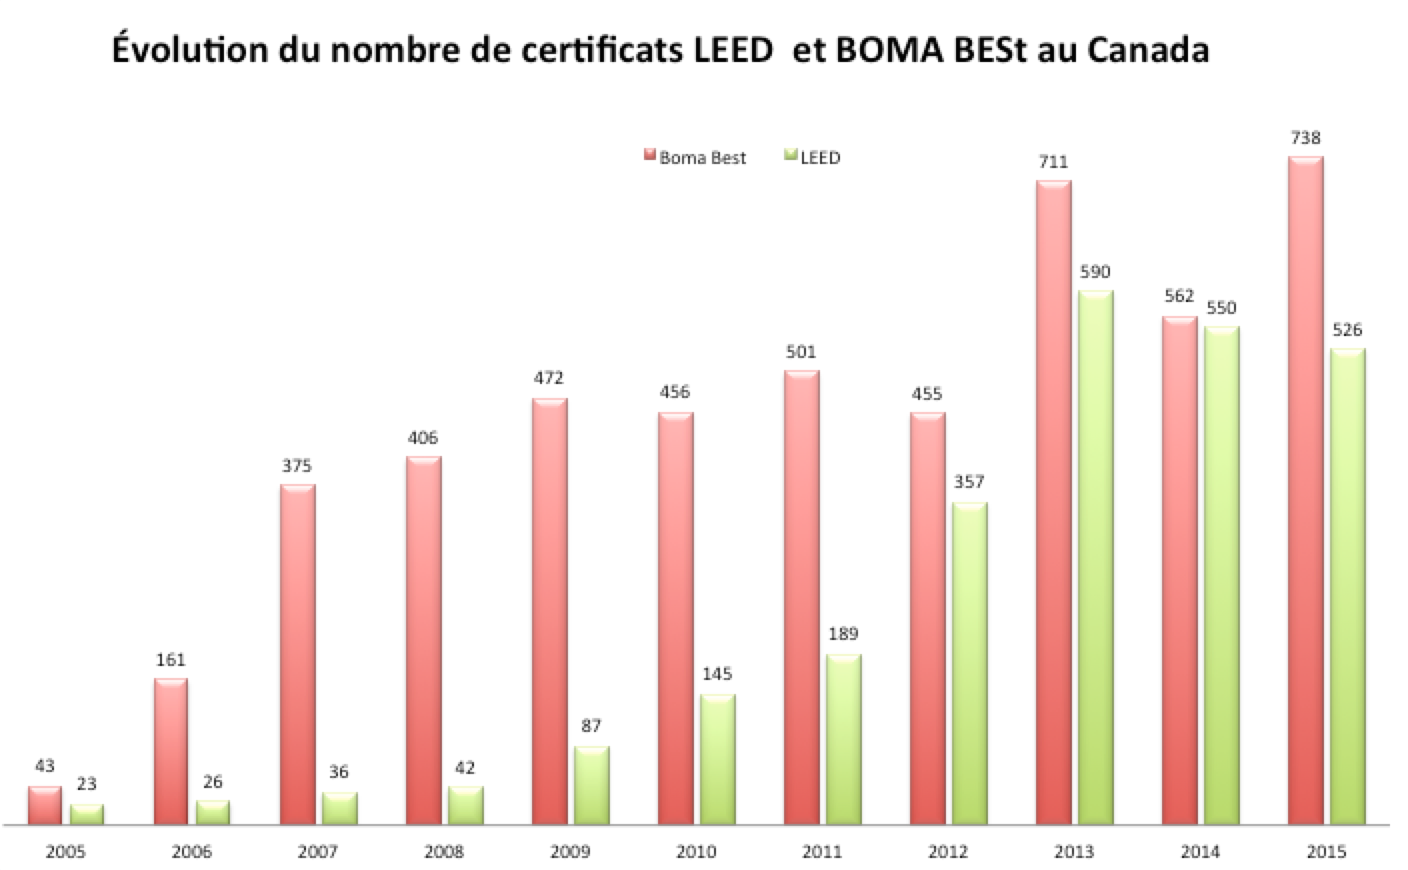 Évolution du nombre de certificats LEED  et BOMA BESt au Canada
Boma Best LEED
43 23 161 26 375 36 406 42 472 87 456 145 501 189 455 357 711 590 562 550 738 526
2005 2006 2007 2008 2009 2010 2011 2012 2013 2014 2015